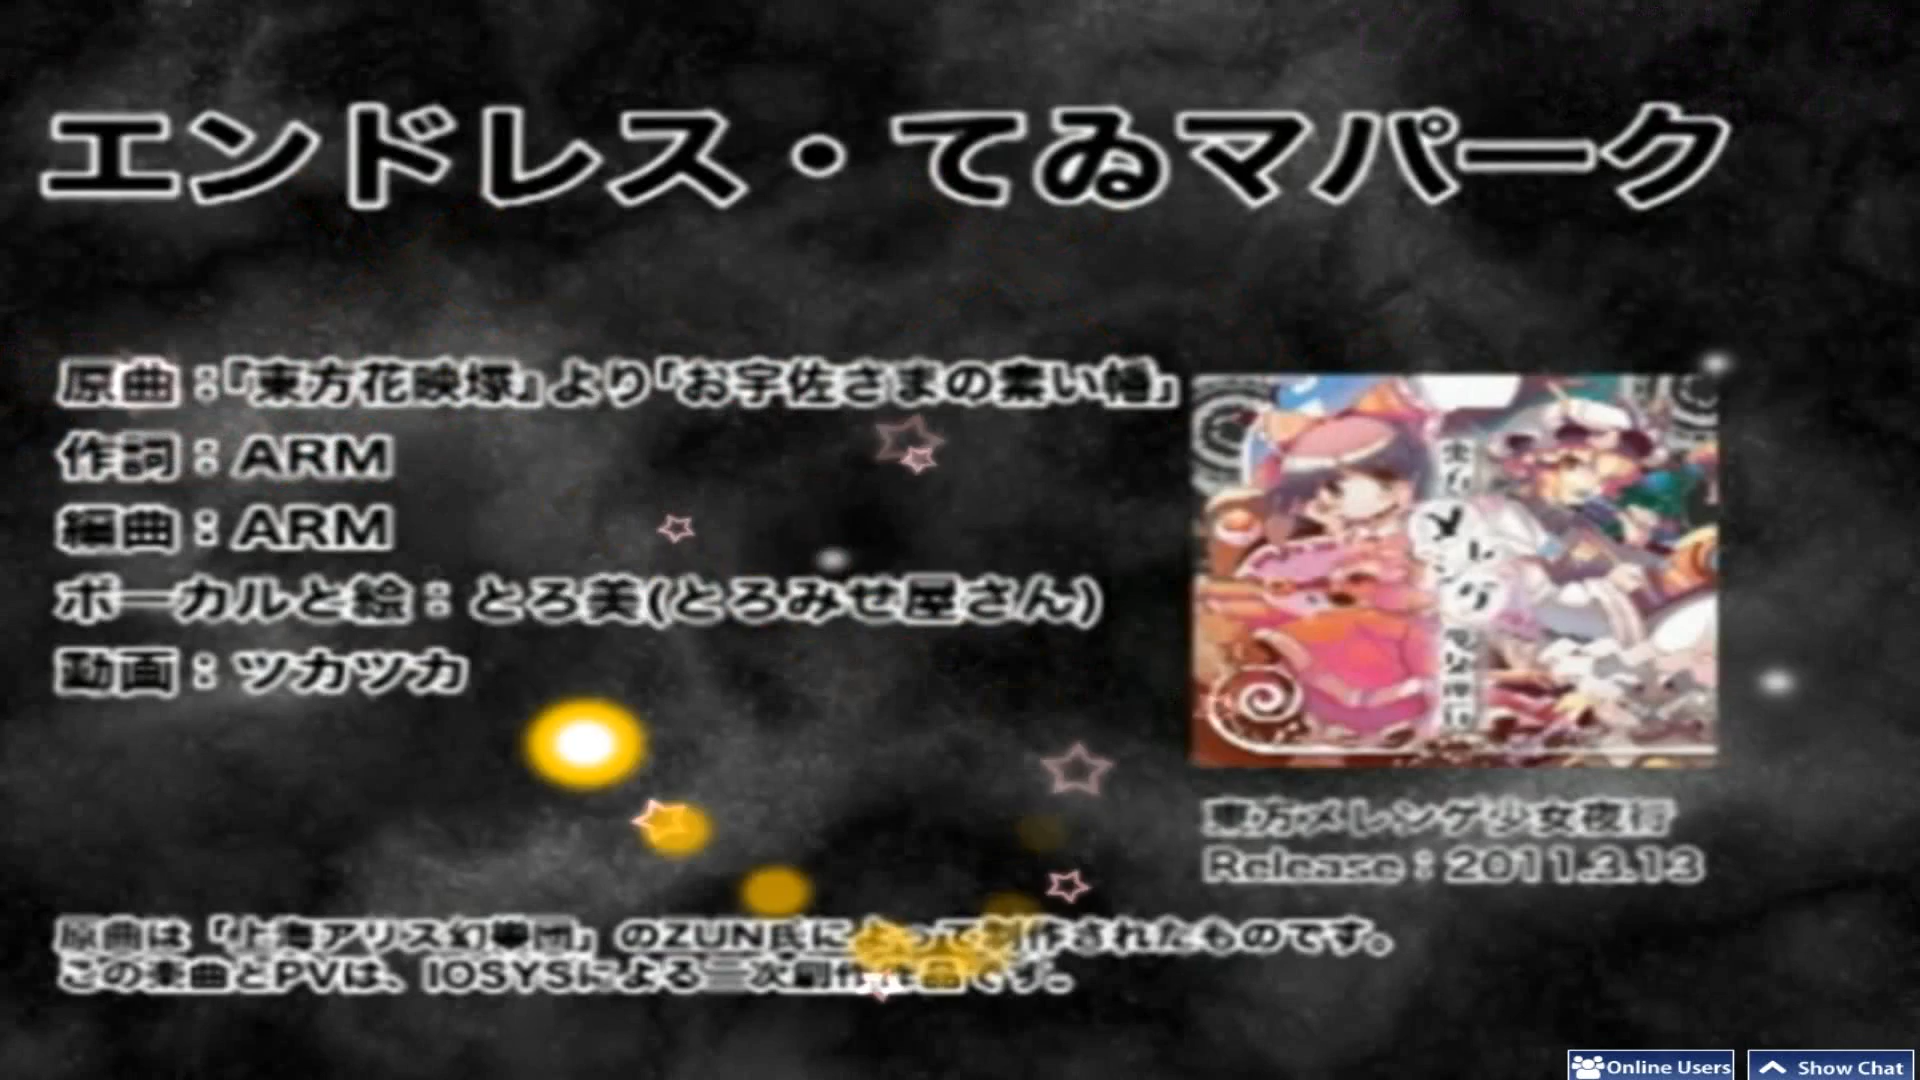 エンドレス・てゐマパーク
原曲：『東方花映塚』より「お宇佐さまの素い幡」
作詞：ARM
編曲：ARM
ボーカルと絵：とろ美(とろみせ屋さん)
動画：ツカツカ
東方メレンゲ少女夜行
Release：2011.3.13
原曲は『上海アリス幻樂団』のZUN氏によって制作されたものです。
この楽曲とPVは、IOSYSによる二次創作作品です。
Online Users
Show Chat